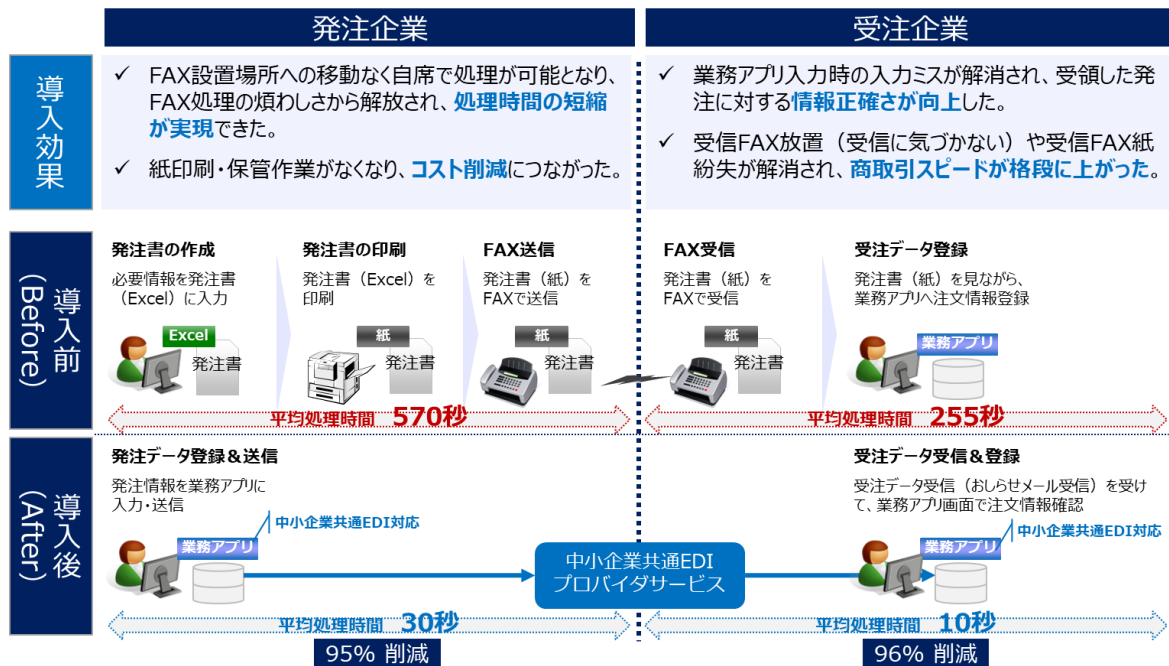 発注企業
受注企業
導入効果
✓ FAX設置場所への移動なく自席で処理が可能となり、
FAX処理の煩わしさから解放され、処理時間の短縮
が実現できた。
✓ 紙印刷・保管作業がなくなり、コスト削減につながった。
✓ 業務アプリ入力時の入力ミスが解消され、受領した発
注に対する情報正確さが向上した。
✓ 受信FAX放置（受信に気づかない）や受信FAX紙
紛失が解消され、商取引スピードが格段に上がった。
導入前
(Before)
発注書の作成
必要情報を発注書
（Excel）に入力
Excel
発注書
発注書の印刷
発注書（Excel）を
印刷
紙
発注書
FAX送信
発注書（紙）を
FAXで送信
紙
発注書
平均処理時間 570秒
FAX受信
発注書（紙）を
FAXで受信
紙
発注書
受注データ登録
発注書（紙）を見ながら、
業務アプリへ注文情報登録
業務アプリ
平均処理時間 255秒
導入後
(After)
発注データ登録＆送信
発注情報を業務アプリに
入力・送信
中小企業共通EDI対応
業務アプリ
中小企業共通EDI
プロバイダサービス
平均処理時間 30秒
95% 削減
受注データ受信＆登録
受注データ受信（おしらせメール受信）を受け
て、業務アプリ画面で注文情報確認
中小企業共通EDI対応
業務アプリ
平均処理時間 10秒
96% 削減